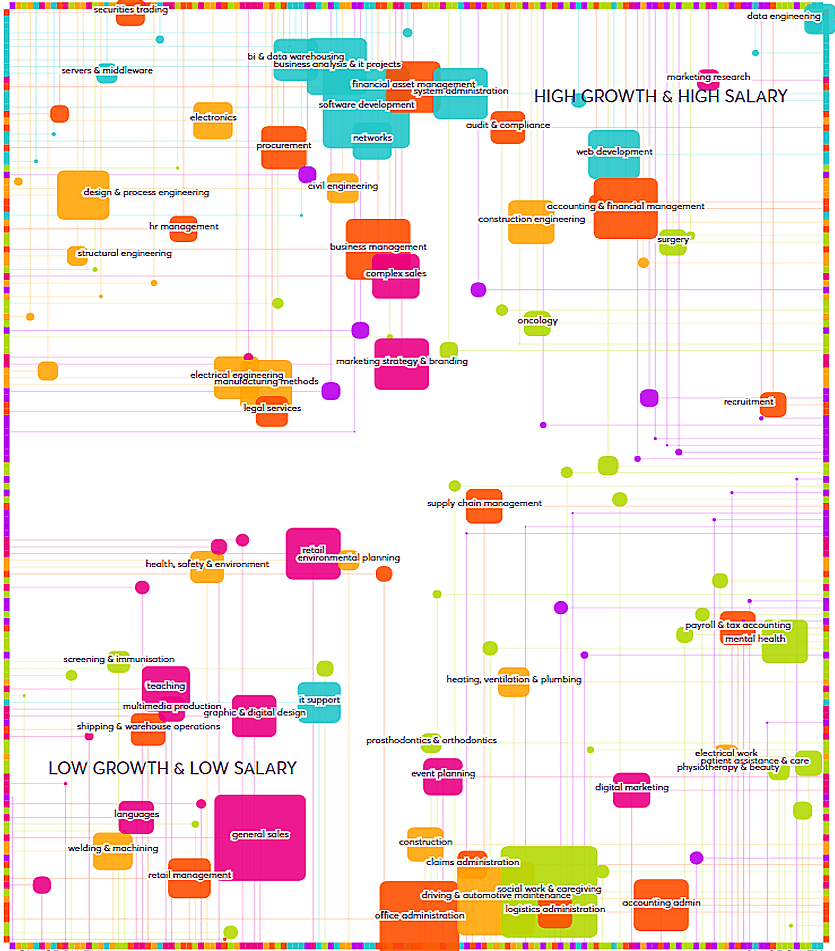 securities trading
data engineering
bi & data warehousing
business analysis & it projects
servers & middleware
marketing research
financial asset management
system administration
HIGH GROWTH & HIGH SALARY
software development
electronics
audit & compliance
networks
procurement
web development
civil engineering
design & process engineering
accounting & financial management
construction engineering
hr management
surgery
business management
structural engineering
complex sales
oncology
marketing strategy & branding
electrical engineering
manufacturing methods
recruitment
legal services
supply chain management
retail
environmental planning
health, safety & environment
payroll & tax accounting
mental health
screening & immunisation
heating, ventilation & plumbing
teaching
it support
multimedia production
graphic & digital design
shipping & warehouse operations
prosthodontics & orthodontics
electrical work
patient assistance & care
physiotherapy & beauty
LOW GROWTH & LOW SALARY
event planning
digital marketing
languages
general sales
construction
welding & machining
claims administration
retail management
social work & caregiving
driving & automotive maintenance
accounting admin
logistics administration
office administration